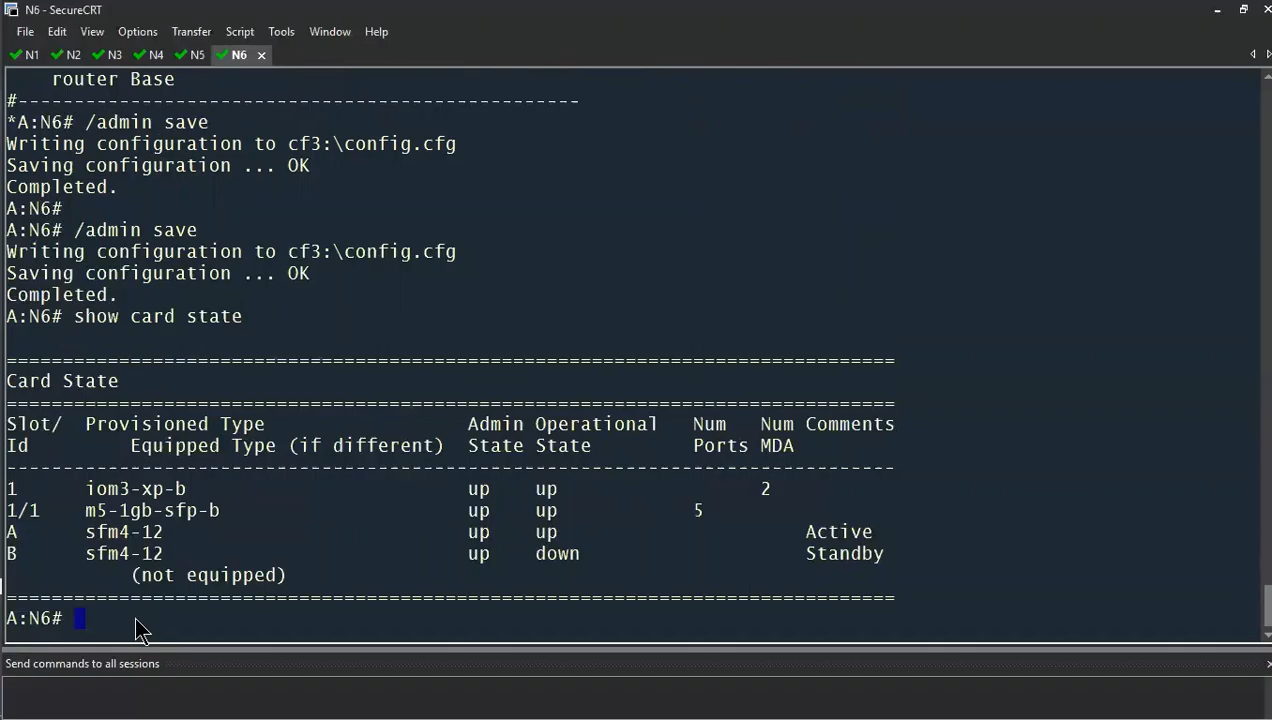 N6 - SecureCRT
File Edit View Options Transfer Script Tools Window Help
N1 N2 N3 N4 N5 N6
router Base
#--------------------------------------------------
*A:N6# /admin save
Writing configuration to cf3:\config.cfg
Saving configuration ... OK
Completed.
A:N6#
A:N6# /admin save
Writing configuration to cf3:\config.cfg
Saving configuration ... OK
Completed.
A:N6# show card state
===============================================================================
Card State
===============================================================================
Slot/ Provisioned Type Admin Operational Num Num Comments
Id Equipped Type (if different) State State Ports MDA
-------------------------------------------------------------------------------
1 iom3-xp-b up up 2
1/1 m5-1gb-sfp-b up up 5
A sfm4-12 up up Active
B sfm4-12 up down Standby
(not equipped)
===============================================================================
A:N6#
Send commands to all sessions